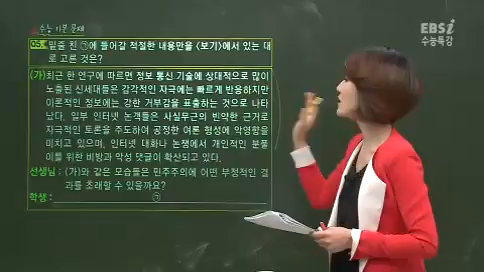 수능 기본 문제
EBSi
수능특강
05. 밑줄 친 ㉠에 들어갈 적절한 내용만을 <보기>에서 있는 대
로 고른 것은?
(가)최근 한 연구에 따르면 정보 통신 기술에 상대적으로 많이
노출된 신세대들은 감각적인 자극에는 빠르게 반응하지만
이론적인 정보에는 강한 거부감을 표출하는 것으로 나타
났다. 일부 인터넷 논객들은 사실무근의 빈약한 근거로
자극적인 토론을 주도하여 공정한 여론 형성에 악영향을
미치고 있으며, 인터넷 대화나 논쟁에서 개인적인 분풀
이를 위한 비방과 악성 댓글이 확산되고 있다.
선생님 : (가)와 같은 모습들은 민주주의에 어떤 부정적인 결
과를 초래할 수 있을까요?
학생 : ㉠